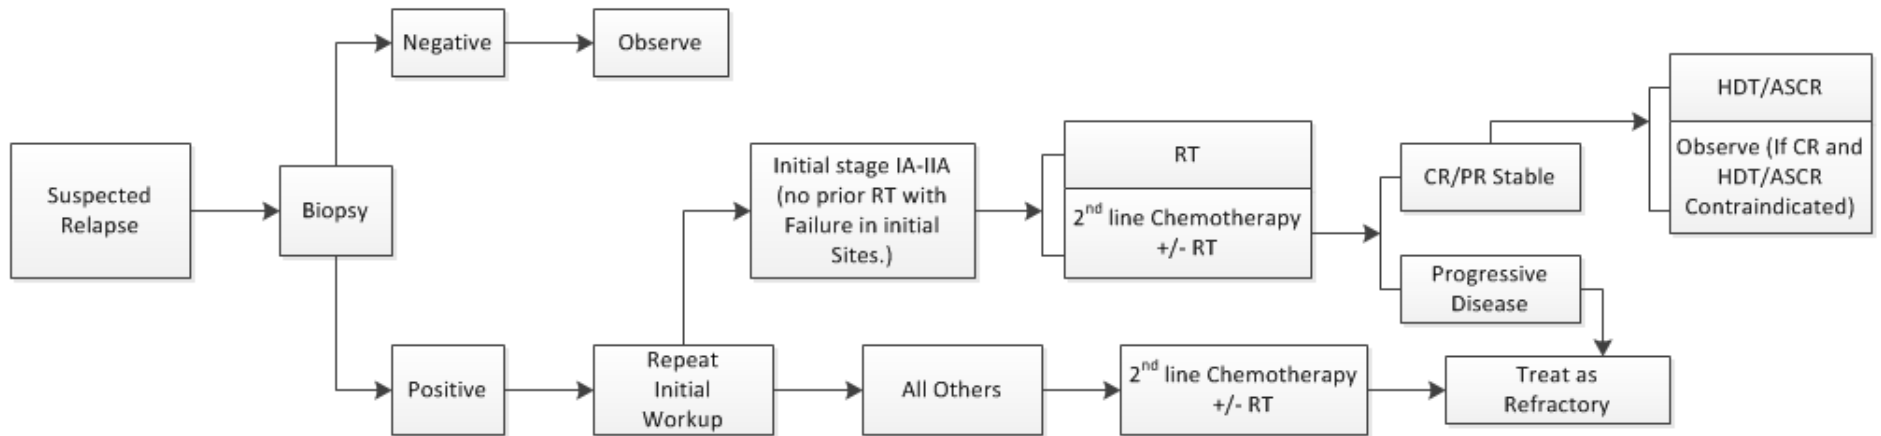 Negative
Observe
Suspected
Relapse
Biopsy
Initial stage IA-IIA
(no prior RT with
Failure in initial
Sites.)
RT
2nd line Chemotherapy
+/- RT
CR/PR Stable
HDT/ASCR
Observe (If CR and
HDT/ASCR
Contraindicated)
Progressive
Disease
Positive
Repeat
Initial
Workup
All Others
2nd line Chemotherapy
+/- RT
Treat as
Refractory